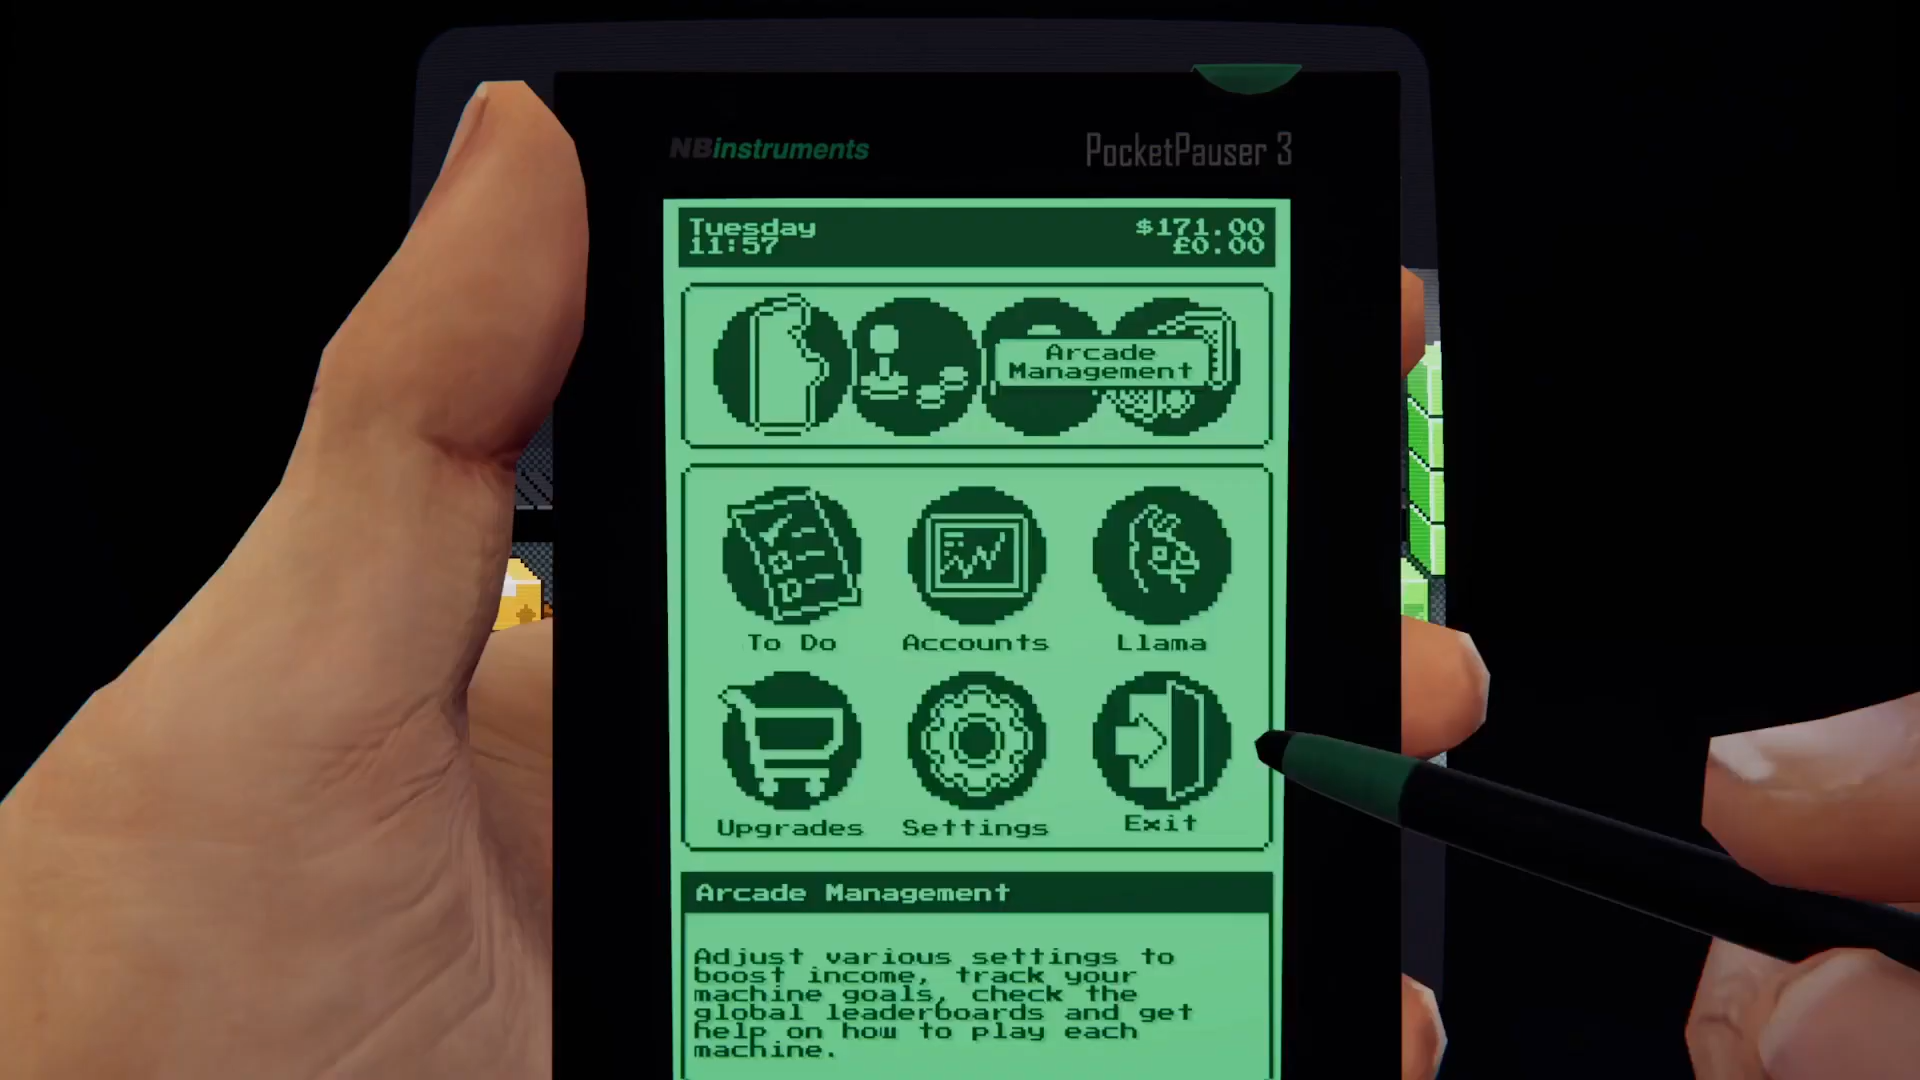 NBinstruments
PocketPauser 3
Tuesday
11:57
$171.00
£0.00
Arcade
Management
To Do
Accounts
Llama
Upgrades
Settings
Exit
Arcade Management
Adjust various settings to
boost income, track your
machine goals, check the
global leaderboards and get
help on how to play each
machine.